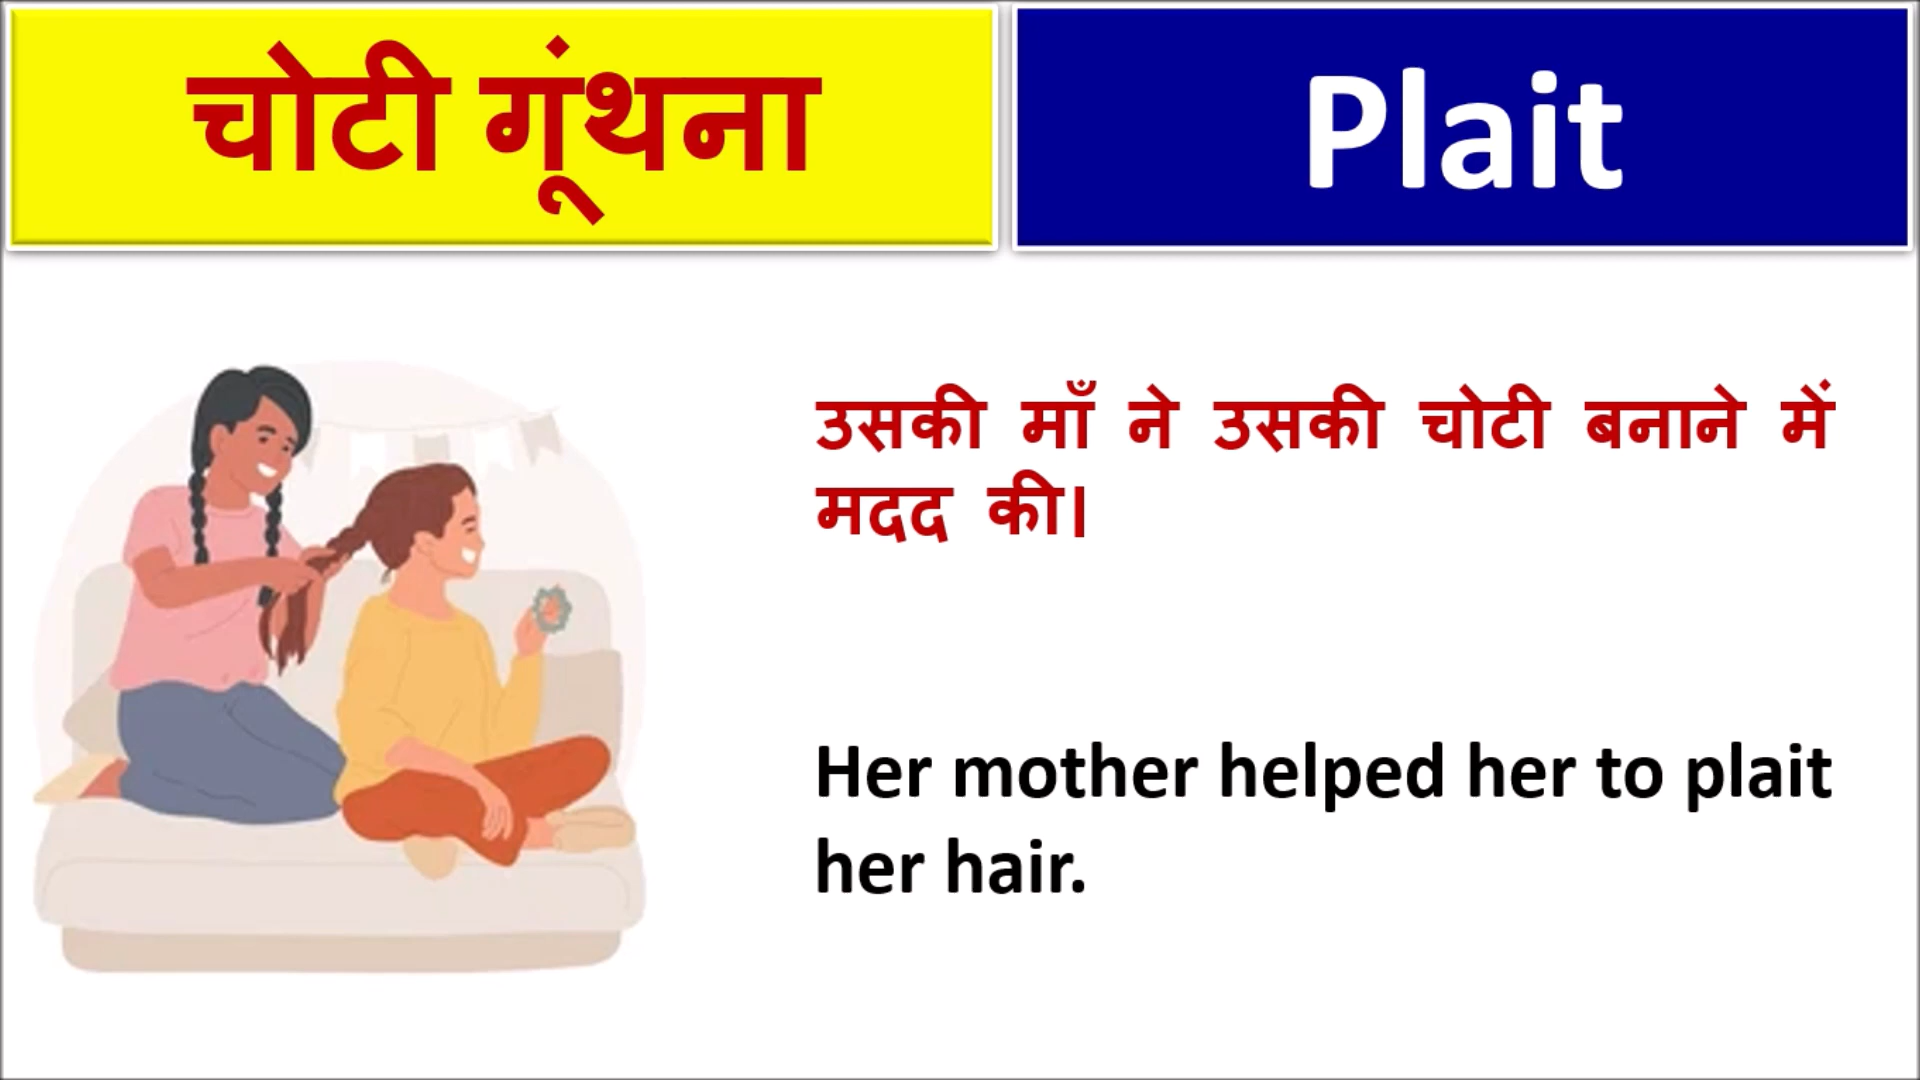 चोटी गूंथना
Plait
उसकी माँ ने उसकी चोटी बनाने में
मदद की।
Her mother helped her to plait
her hair.